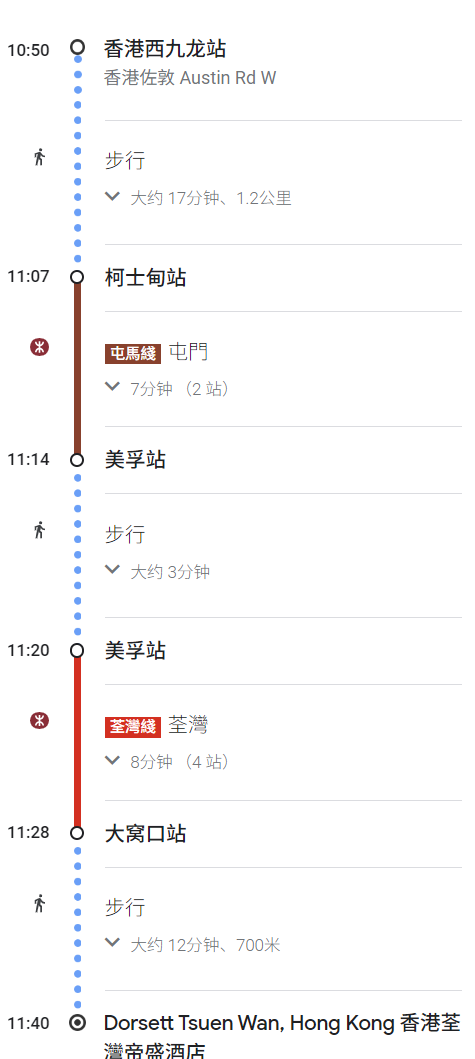 10:50 香港西九龙站
香港佐敦 Austin Rd W
步行
大约 17分钟、1.2公里
11:07 柯士甸站
屯馬綫 屯門
7分钟 （2 站）
11:14 美孚站
步行
大约 3分钟
11:20 美孚站
荃灣綫 荃灣
8分钟 （4 站）
11:28 大窝口站
步行
大约 12分钟、700米
11:40 Dorsett Tsuen Wan, Hong Kong 香港荃
灣帝盛酒店